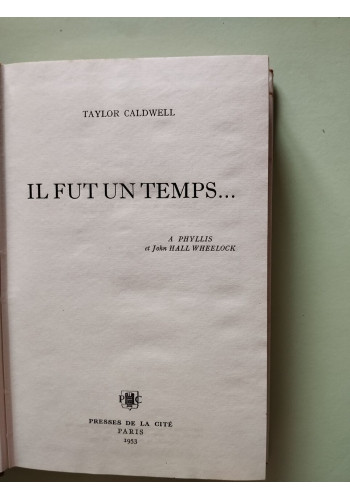 TAYLOR CALDWELL
IL FUT UN TEMPS...
A PHYLLIS
et John HALL WHEELOCK
P C
PRESSES DE LA CITÉ
PARIS
1953